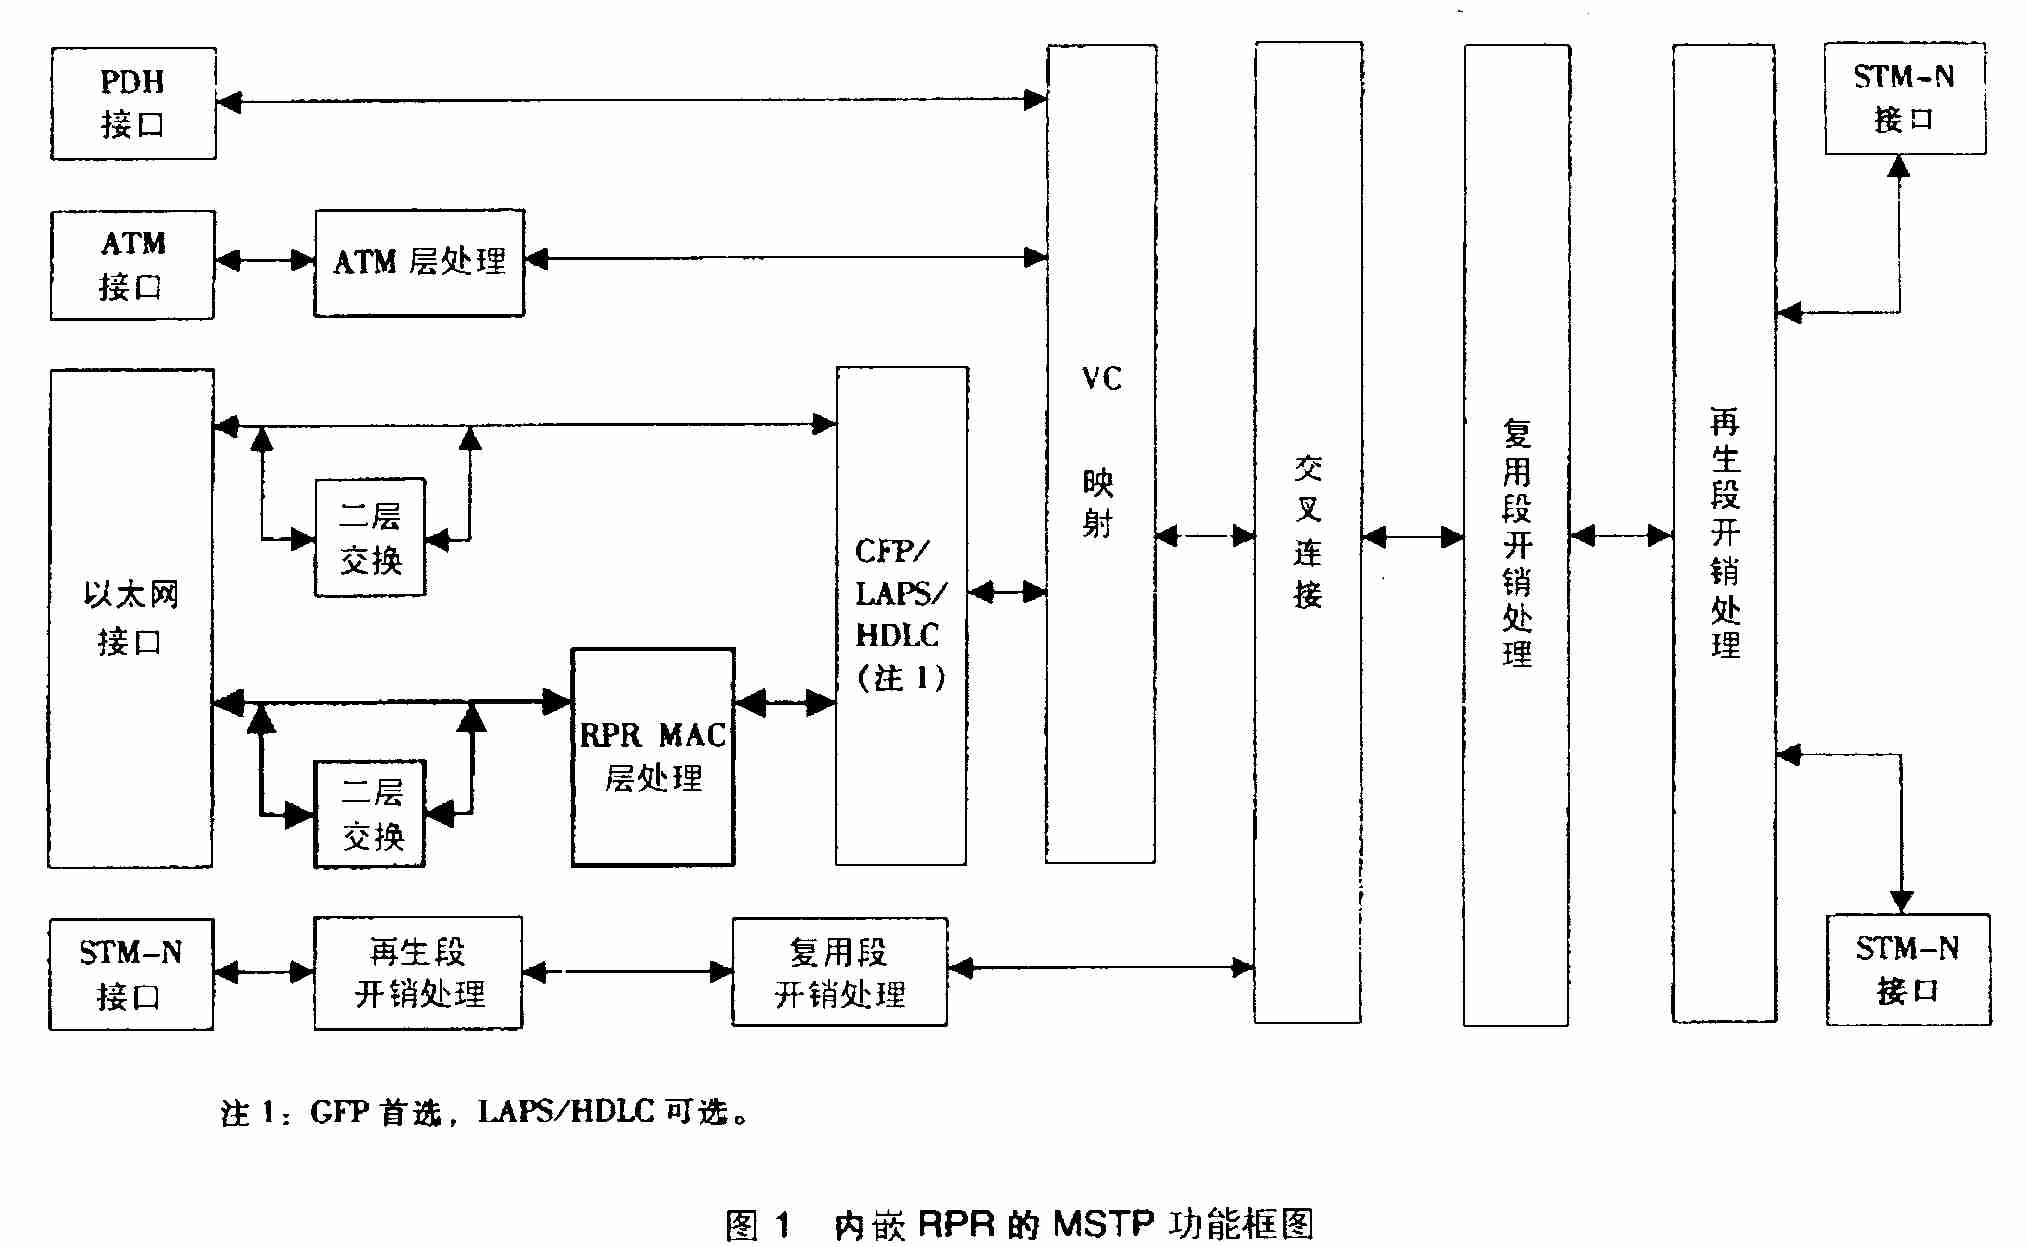 PDH
接口
STM-N
接口
ATM
接口
ATM 层处理
以太网
接口
二层
交换
二层
交换
RPR MAC
层处理
CFP/
LAPS/
HDLC
(注 1)
VC
映射
交叉连接
复用段开销处理
再生段开销处理
STM-N
接口
再生段
开销处理
复用段
开销处理
STM-N
接口
注 1: GFP 首选, LAPS/HDLC 可选。
图 1 内嵌 RPR 的 MSTP 功能框图